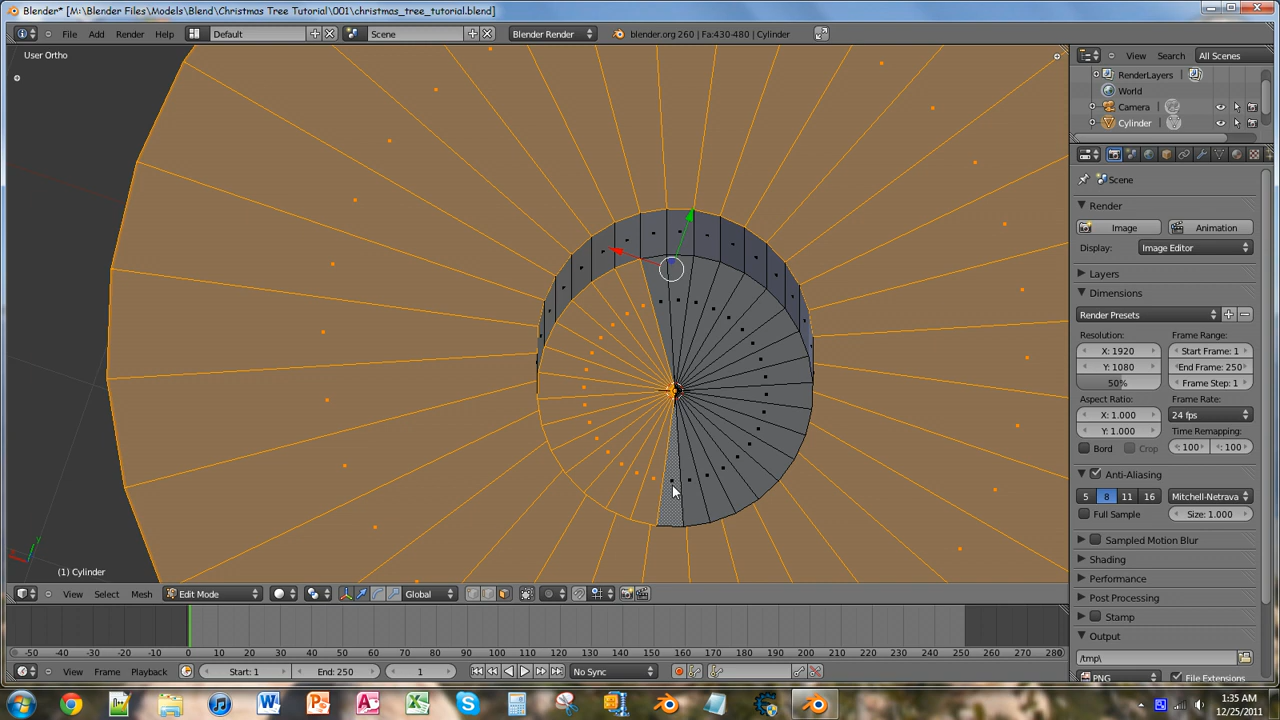 Blender* [M:\Blender Files\Models\Blend\Christmas Tree Tutorial\001\christmas_tree_tutorial.blend]
File Add Render Help Default Scene Blender Render blender.org 260 | Fa:430-480 | Cylinder
User Ortho
(1) Cylinder
View Select Mesh Edit Mode Global
-50 -40 -30 -20 -10 0 10 20 30 40 50 60 70 80 90 100 110 120 130 140 150 160 170 180 190 200 210 220 230 240 250 260 270 280
View Frame Playback Start: 1 End: 250 1 No Sync
View Search All Scenes
RenderLayers
World
Camera
Cylinder
Scene
Render
Image Animation
Display: Image Editor
Layers
Dimensions
Render Presets
Resolution: Frame Range:
X: 1920 Start Frame: 1
Y: 1080 End Frame: 250
50% Frame Step: 1
Aspect Ratio: Frame Rate:
X: 1.000 24 fps
Y: 1.000 Time Remapping:
Bord Crop 100 100
Anti-Aliasing
5 8 11 16 Mitchell-Netrava
Full Sample Size: 1.000
Sampled Motion Blur
Shading
Performance
Post Processing
Stamp
Output
/tmp\
PNG File Extensions
1:35 AM
12/25/2011